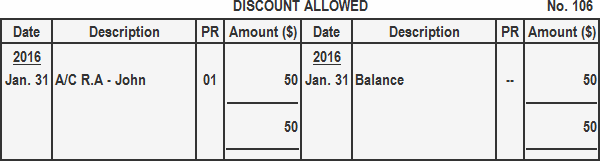 DISCOUNT ALLOWED No. 106
Date Description PR Amount ($) Date Description PR Amount ($)
2016 2016
Jan. 31 A/C R.A - John 01 50 Jan. 31 Balance -- 50
50 50